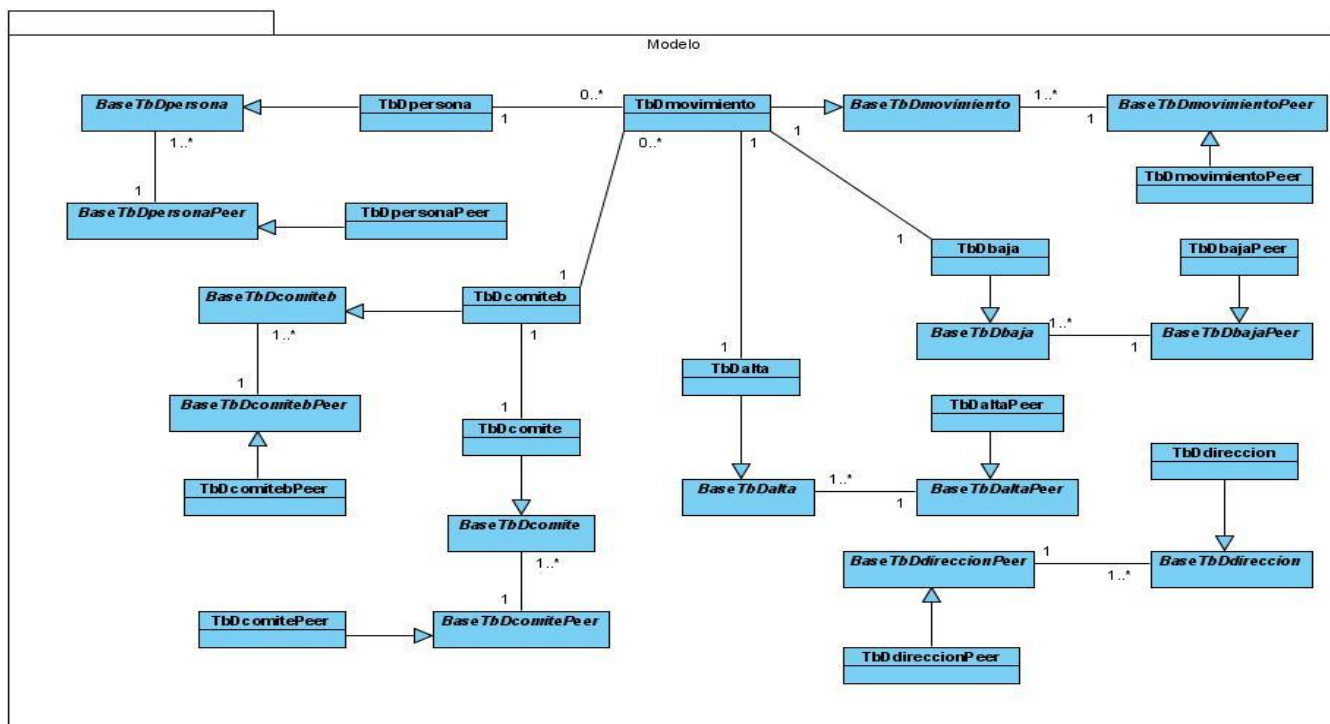 Modelo
BaseTbDpersona
TbDpersona
0..*
1
TbDmovimiento
BaseTbDmovimiento
1..*
1
BaseTbDmovimientoPeer
1..*
1
0..*
1
1
TbDmovimientoPeer
BaseTbDpersonaPeer
TbDpersonaPeer
1
TbDbaja
TbDbajaPeer
1
BaseTbDcomiteb
TbDcomiteb
1..*
1
BaseTbDbaja
1..*
1
BaseTbDbajaPeer
1
TbDalta
1
BaseTbDcomitebPeer
1
TbDcomite
TbDaltaPeer
TbDdireccion
TbDcomitebPeer
BaseTbDalta
1..*
1
BaseTbDaltaPeer
BaseTbDcomite
1..*
BaseTbDdireccionPeer
1
1..*
BaseTbDdireccion
1
TbDcomitePeer
BaseTbDcomitePeer
TbDdireccionPeer